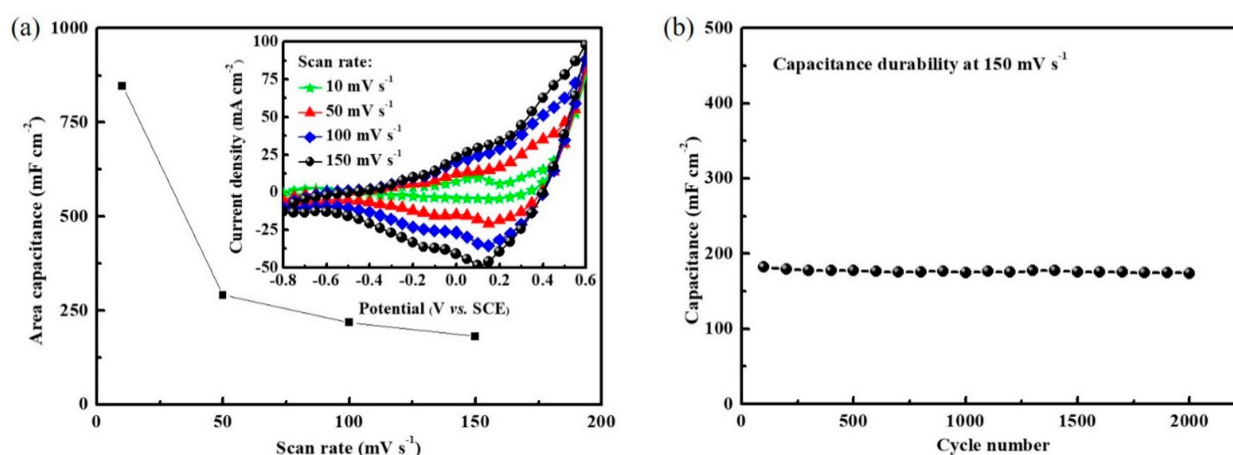 (a)
Area capacitance (mF cm⁻²)
1000
750
500
250
0
0 50 100 150 200
Scan rate (mV s⁻¹)
Current density (mA cm⁻²)
100
75
50
25
0
-25
-50
Scan rate:
10 mV s⁻¹
50 mV s⁻¹
100 mV s⁻¹
150 mV s⁻¹
-0.8 -0.6 -0.4 -0.2 0.0 0.2 0.4 0.6
Potential (V vs. SCE)
(b)
Capacitance (mF cm⁻²)
500
400
300
200
100
0
Capacitance durability at 150 mV s⁻¹
0 500 1000 1500 2000
Cycle number